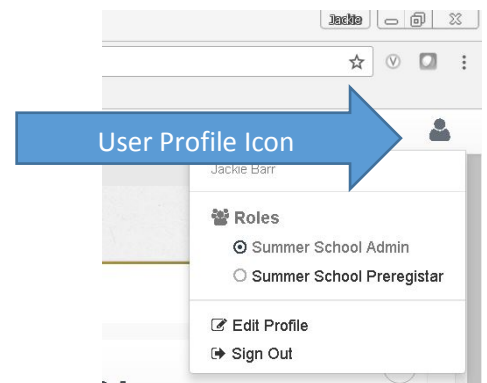 Jackie
User Profile Icon
Jackie Barr
Roles
Summer School Admin
Summer School Preregistar
Edit Profile
Sign Out